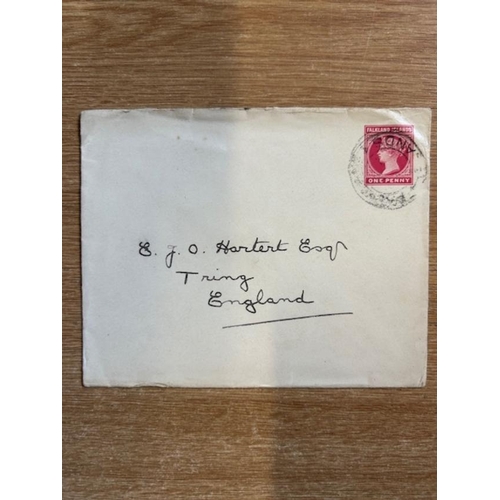 FALKLAND ISLANDS
ONE PENNY
E. J. O. Hartert Esqr
Tring
England